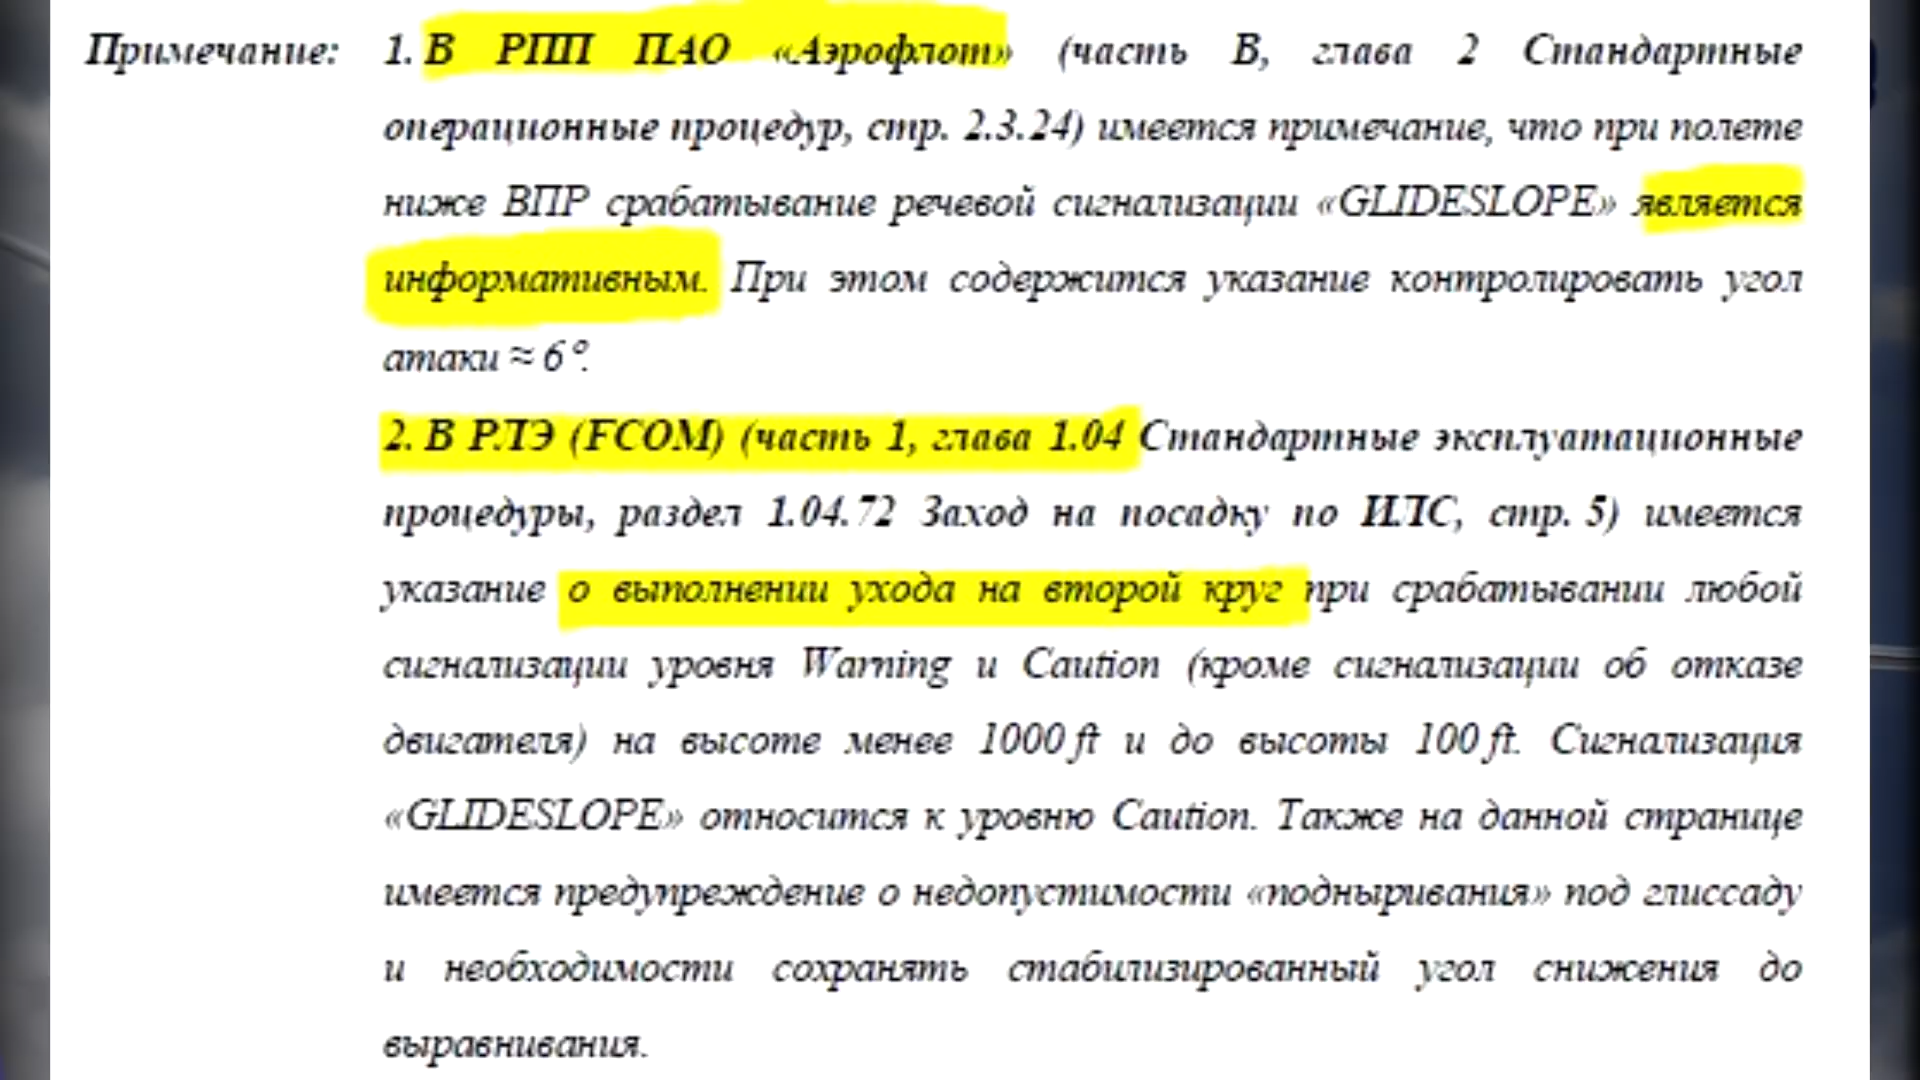 Примечание: 1. В РПП ПАО «Аэрофлот» (часть В, глава 2 Стандартные
операционные процедур, стр. 2.3.24) имеется примечание, что при полете
ниже ВПР срабатывание речевой сигнализации «GLIDESLOPE» является
информативным. При этом содержится указание контролировать угол
атаки ≈ 6°.
2. В РЛЭ (FCOM) (часть 1, глава 1.04 Стандартные эксплуатационные
процедуры, раздел 1.04.72 Заход на посадку по ИЛС, стр. 5) имеется
указание о выполнении ухода на второй круг при срабатывании любой
сигнализации уровня Warning и Caution (кроме сигнализации об отказе
двигателя) на высоте менее 1000 ft и до высоты 100 ft. Сигнализация
«GLIDESLOPE» относится к уровню Caution. Также на данной странице
имеется предупреждение о недопустимости «подныривания» под глиссаду
и необходимости сохранять стабилизированный угол снижения до
выравнивания.